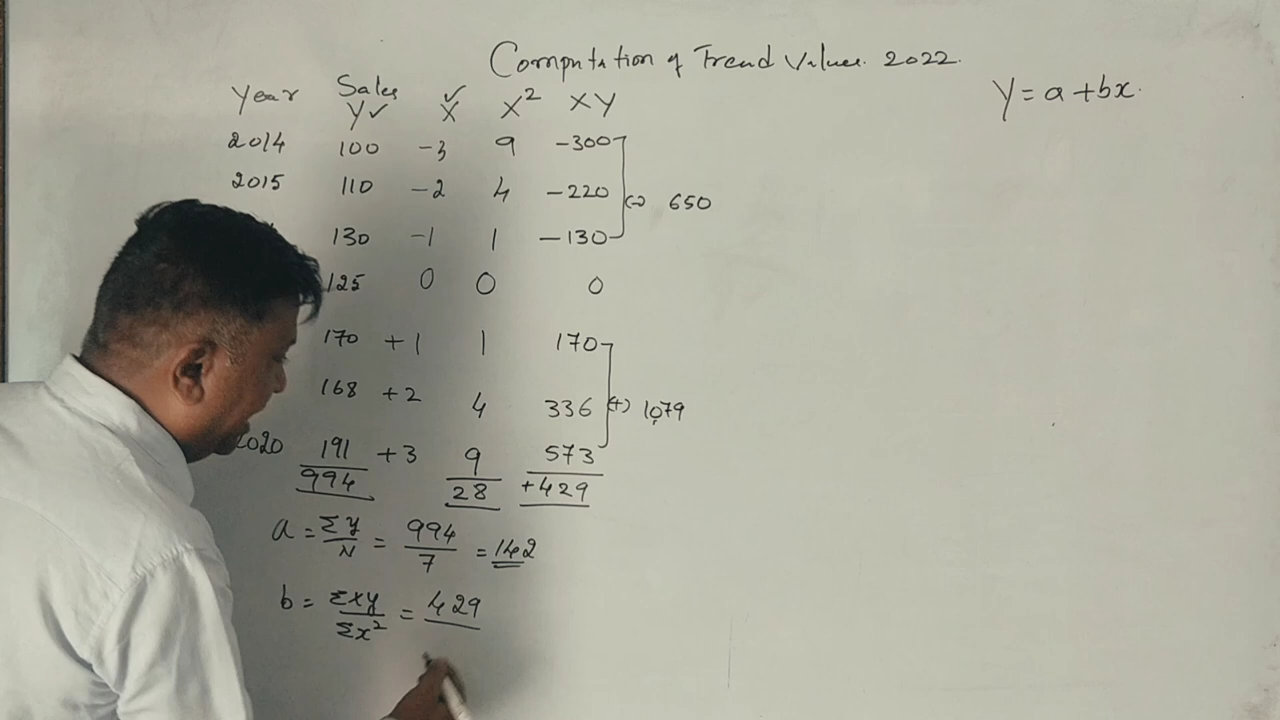 Computation of Trend Values 2022.
Y = a + bx.
Year Sales Y ✓ ✓ X X² XY
2014 100 -3 9 -300
2015 110 -2 4 -220
(-) 650
130 -1 1 -130
125 0 0 0
170 +1 1 170
168 +2 4 336 (+) 1079
2020 191 +3 9 573
994 28 +429
a = Σy/N = 994/7 = 142
b = Σxy/Σx² = 429